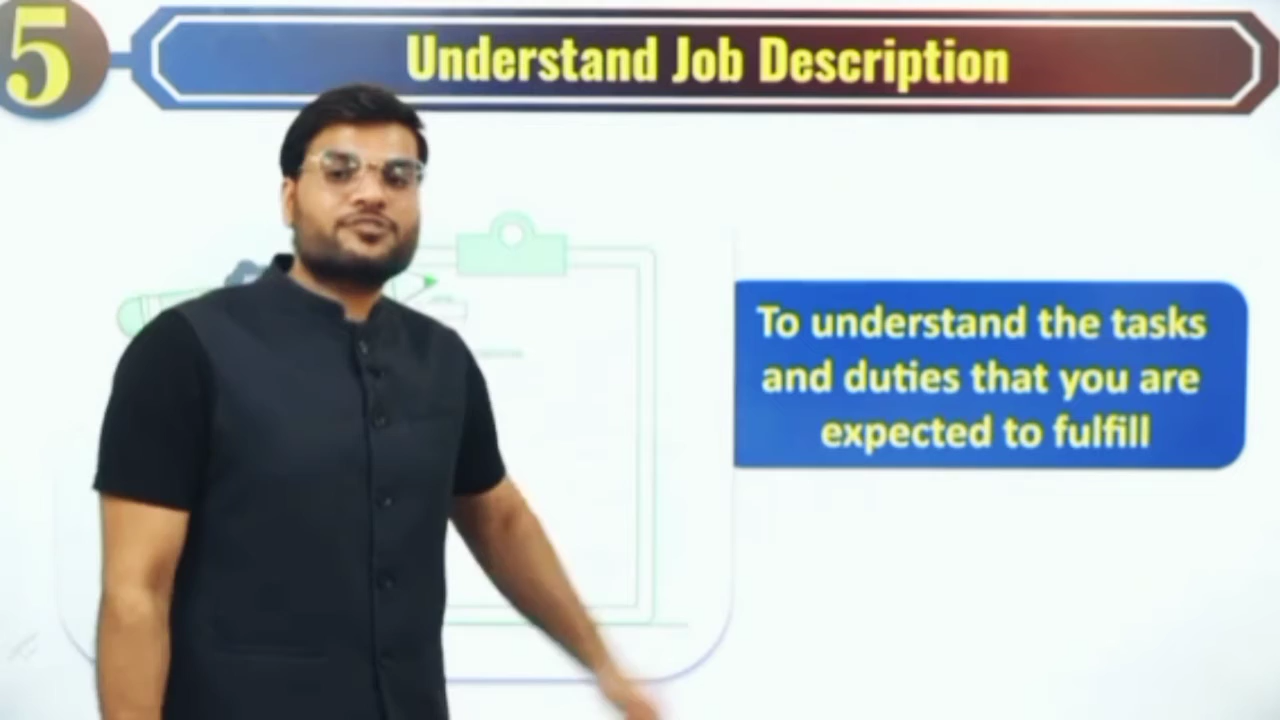 5
Understand Job Description
To understand the tasks
and duties that you are
expected to fulfill